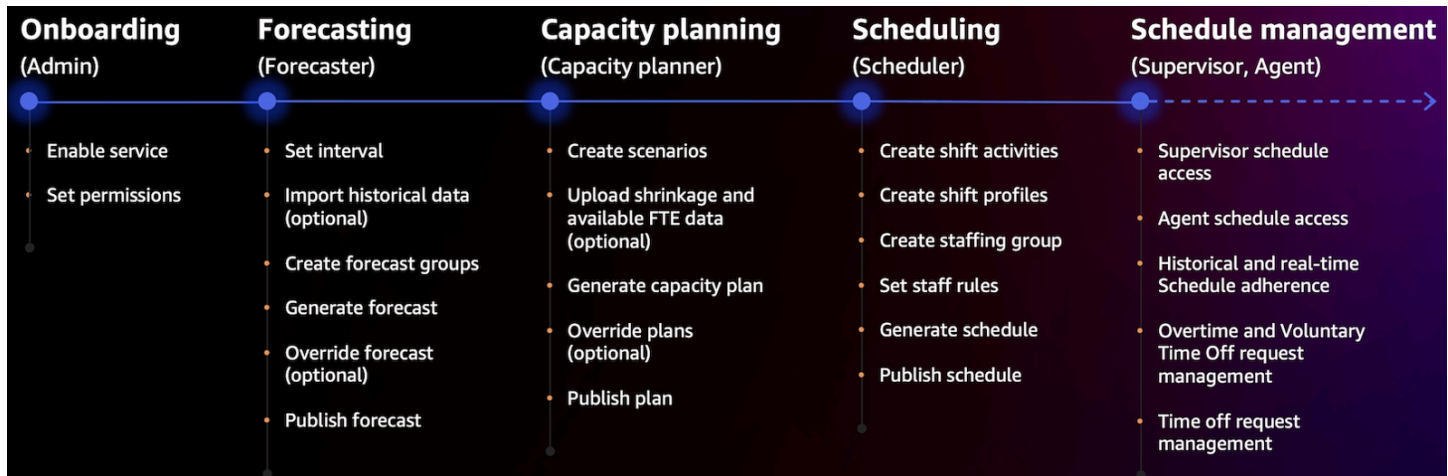 Onboarding
(Admin)
Enable service
Set permissions
Forecasting
(Forecaster)
Set interval
Import historical data
(optional)
Create forecast groups
Generate forecast
Override forecast
(optional)
Publish forecast
Capacity planning
(Capacity planner)
Create scenarios
Upload shrinkage and
available FTE data
(optional)
Generate capacity plan
Override plans
(optional)
Publish plan
Scheduling
(Scheduler)
Create shift activities
Create shift profiles
Create staffing group
Set staff rules
Generate schedule
Publish schedule
Schedule management
(Supervisor, Agent)
Supervisor schedule
access
Agent schedule access
Historical and real-time
Schedule adherence
Overtime and Voluntary
Time Off request
management
Time off request
management